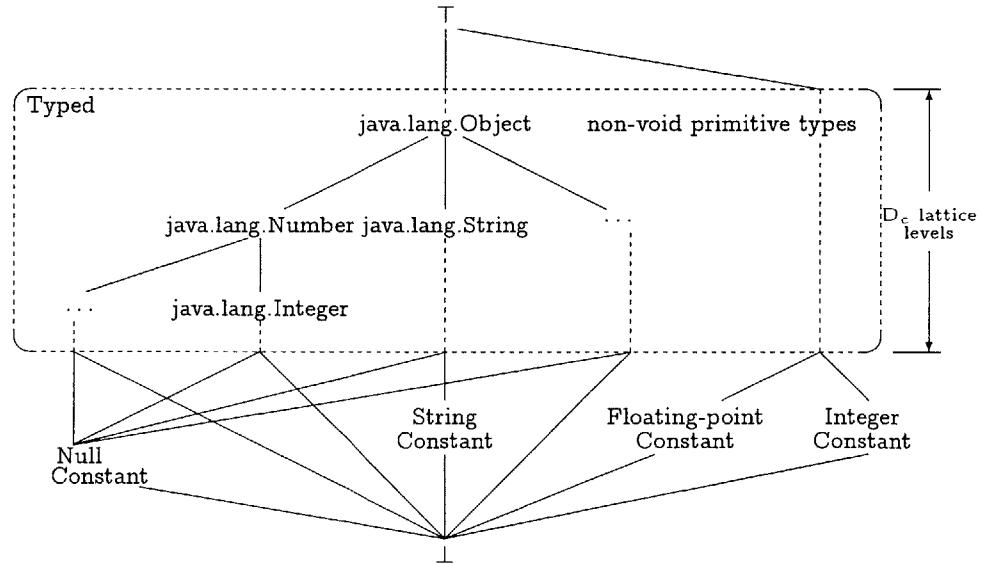 ⊤
Typed
java.lang.Object non-void primitive types
java.lang.Number java.lang.String ...
D_c lattice
levels
... java.lang.Integer
String Floating-point Integer
Constant Constant Constant
Null
Constant
⊥